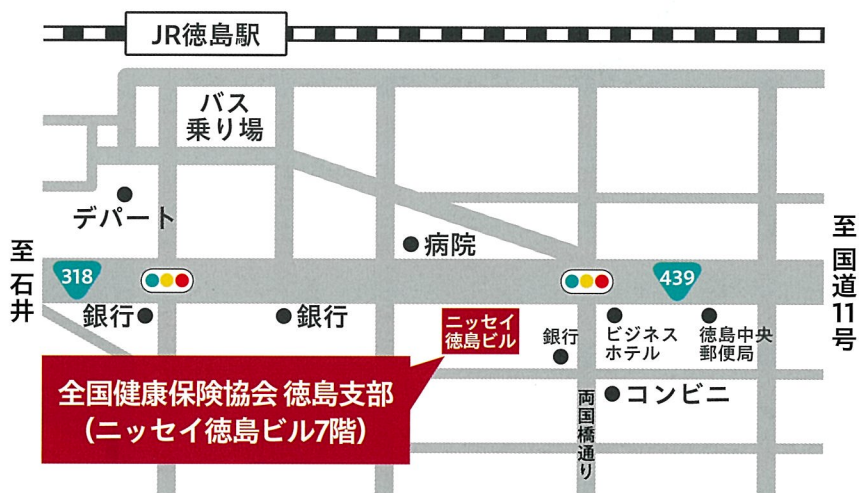 JR徳島駅
バス
乗り場
デパート
病院
至 石井
318
439
至 国道11号
銀行
銀行
ニッセイ
徳島ビル
銀行
ビジネス
ホテル
徳島中央
郵便局
全国健康保険協会 徳島支部
(ニッセイ徳島ビル7階)
コンビニ
両国橋通り